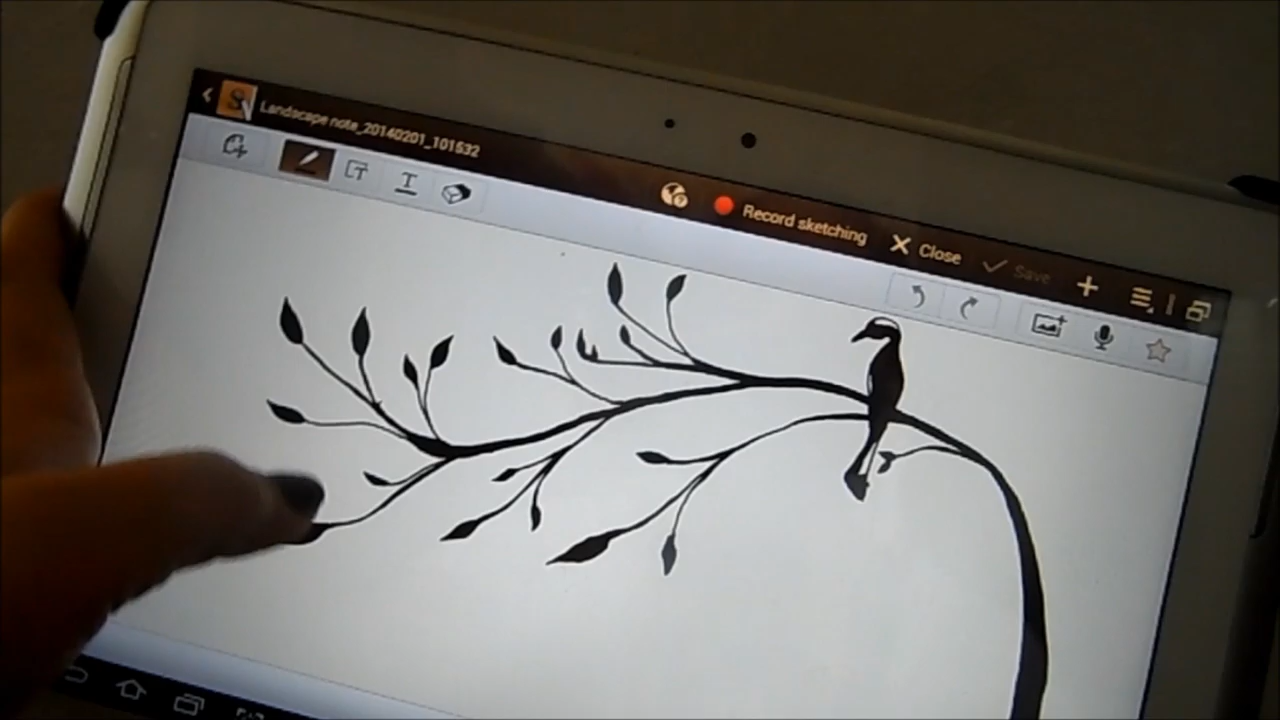 S
Landscape note_20140201_101532
Record sketching
Close
Save
T
T